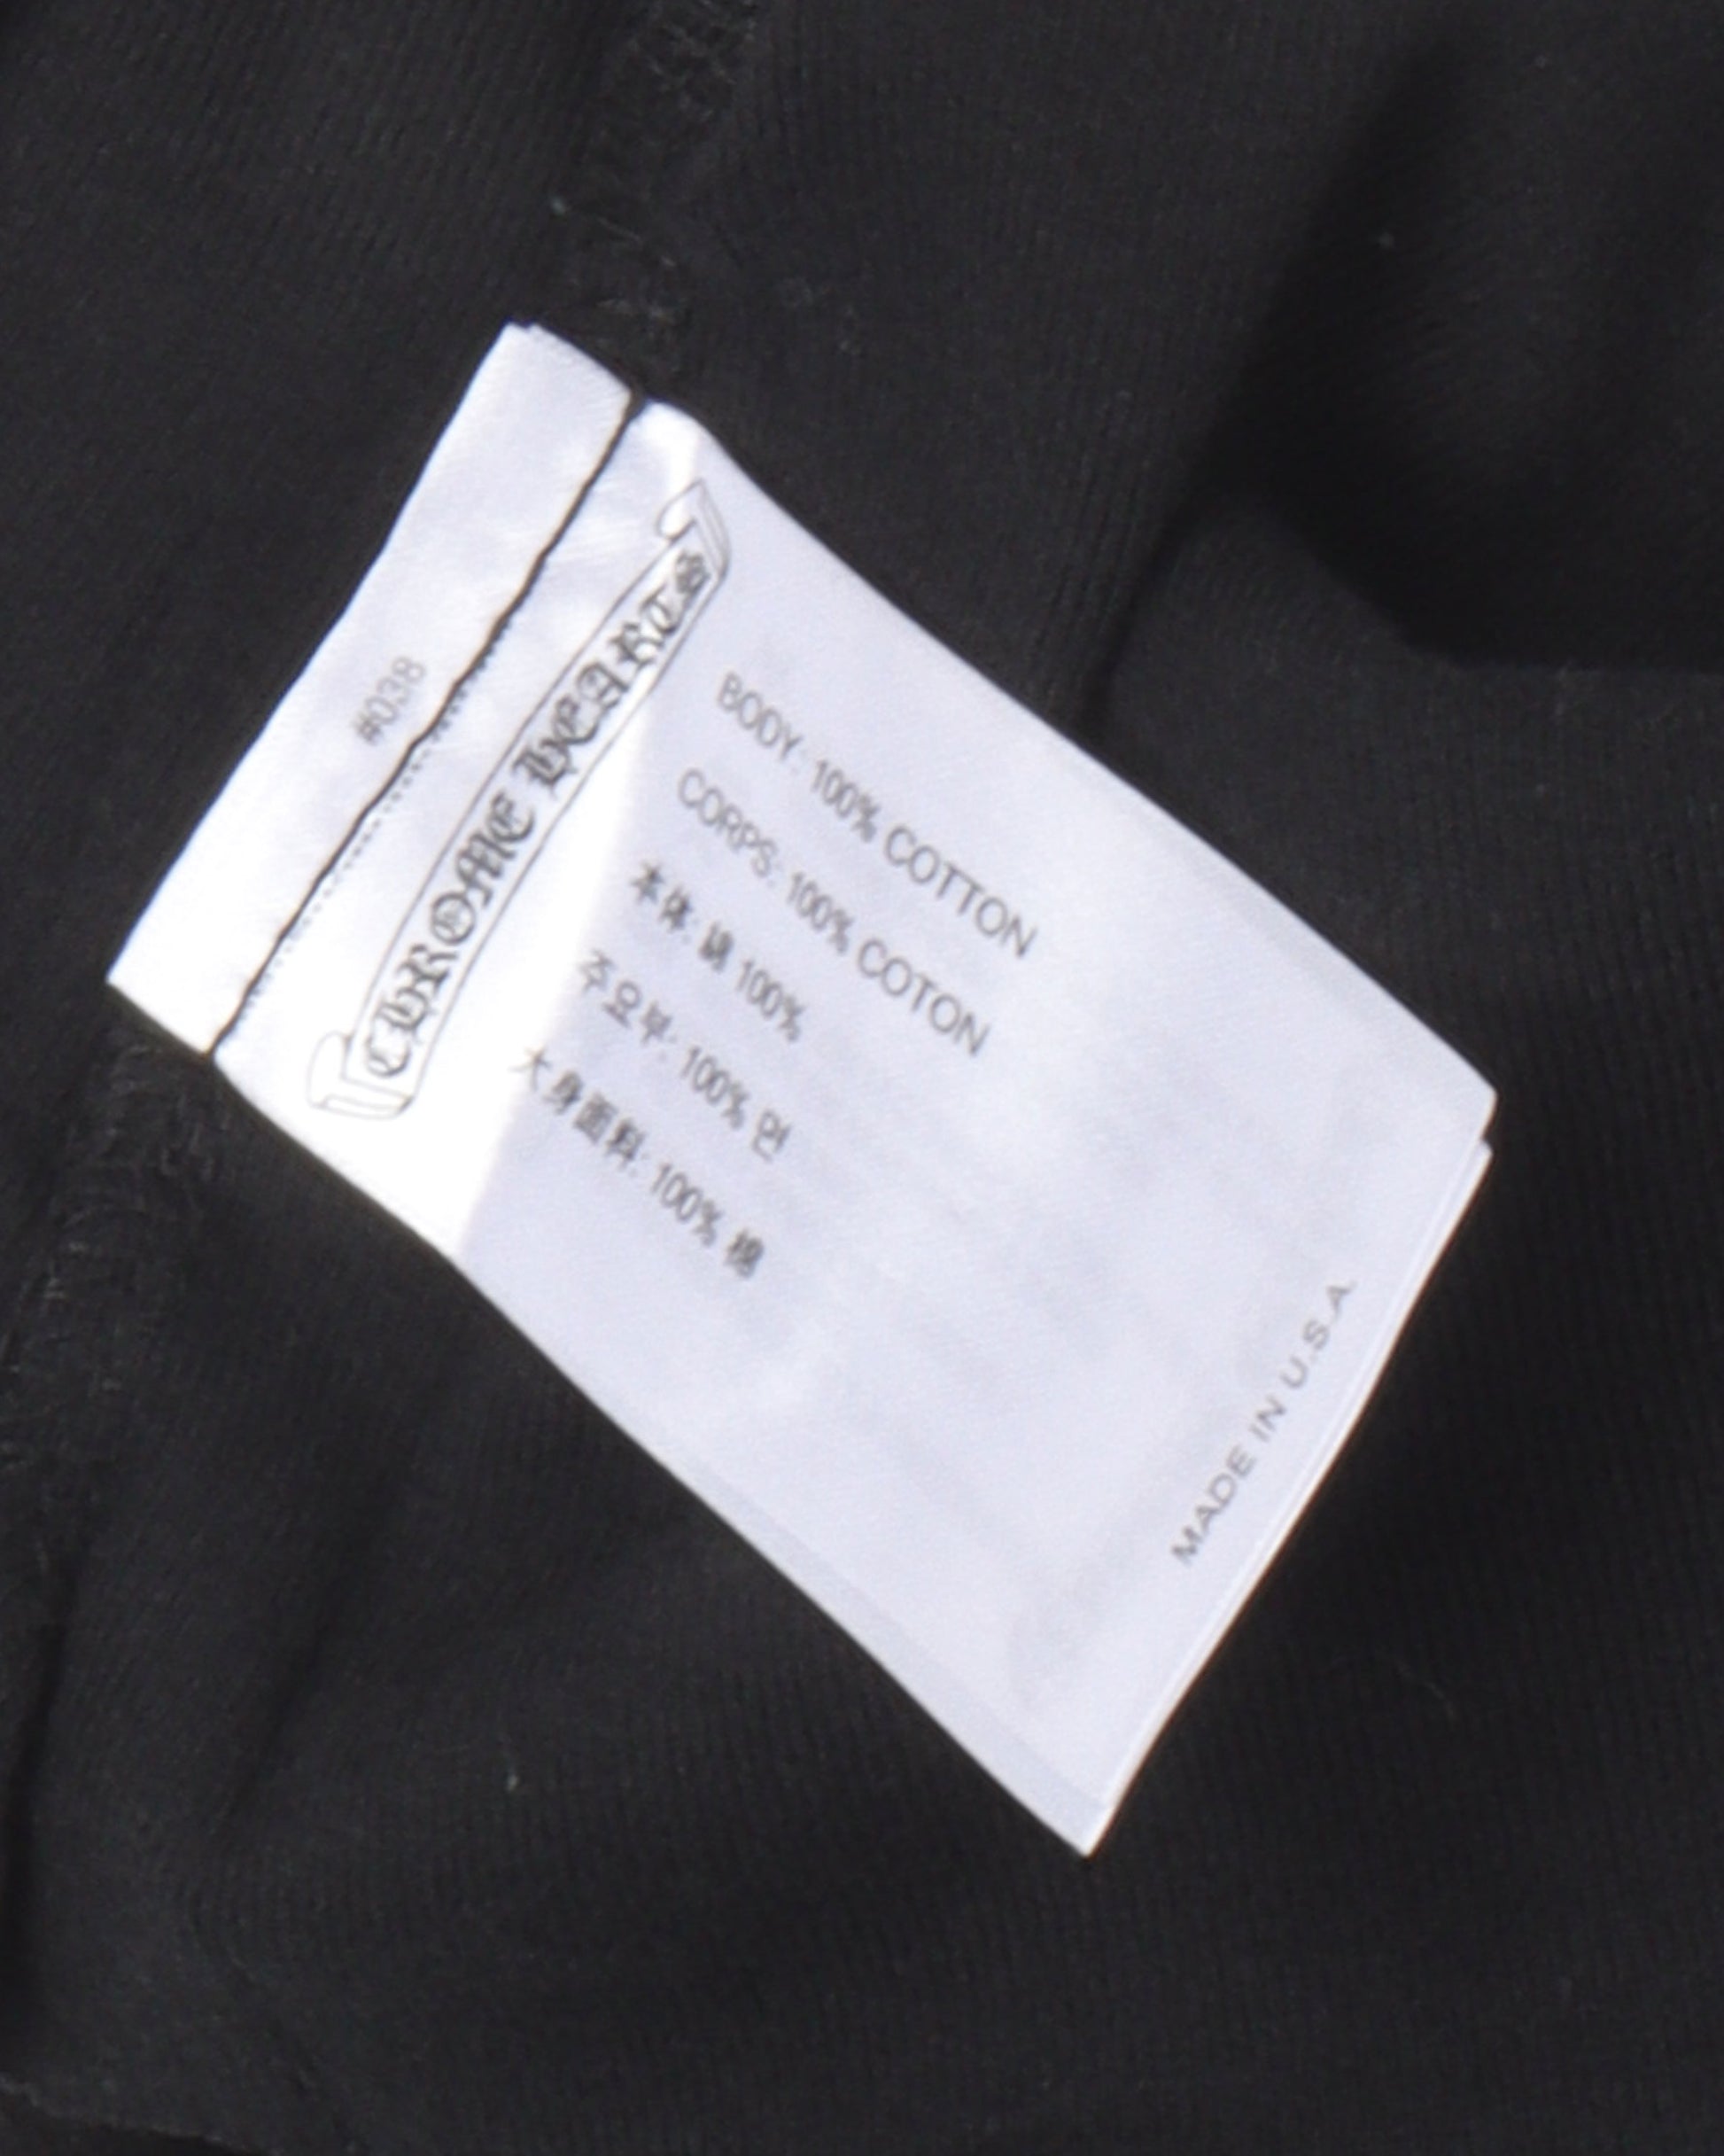 #038
CHROME HEARTS
BODY: 100% COTTON
CORPS: 100% COTON
本体: 綿 100%
주요부: 100% 면
大身面料: 100% 棉
MADE IN U.S.A.